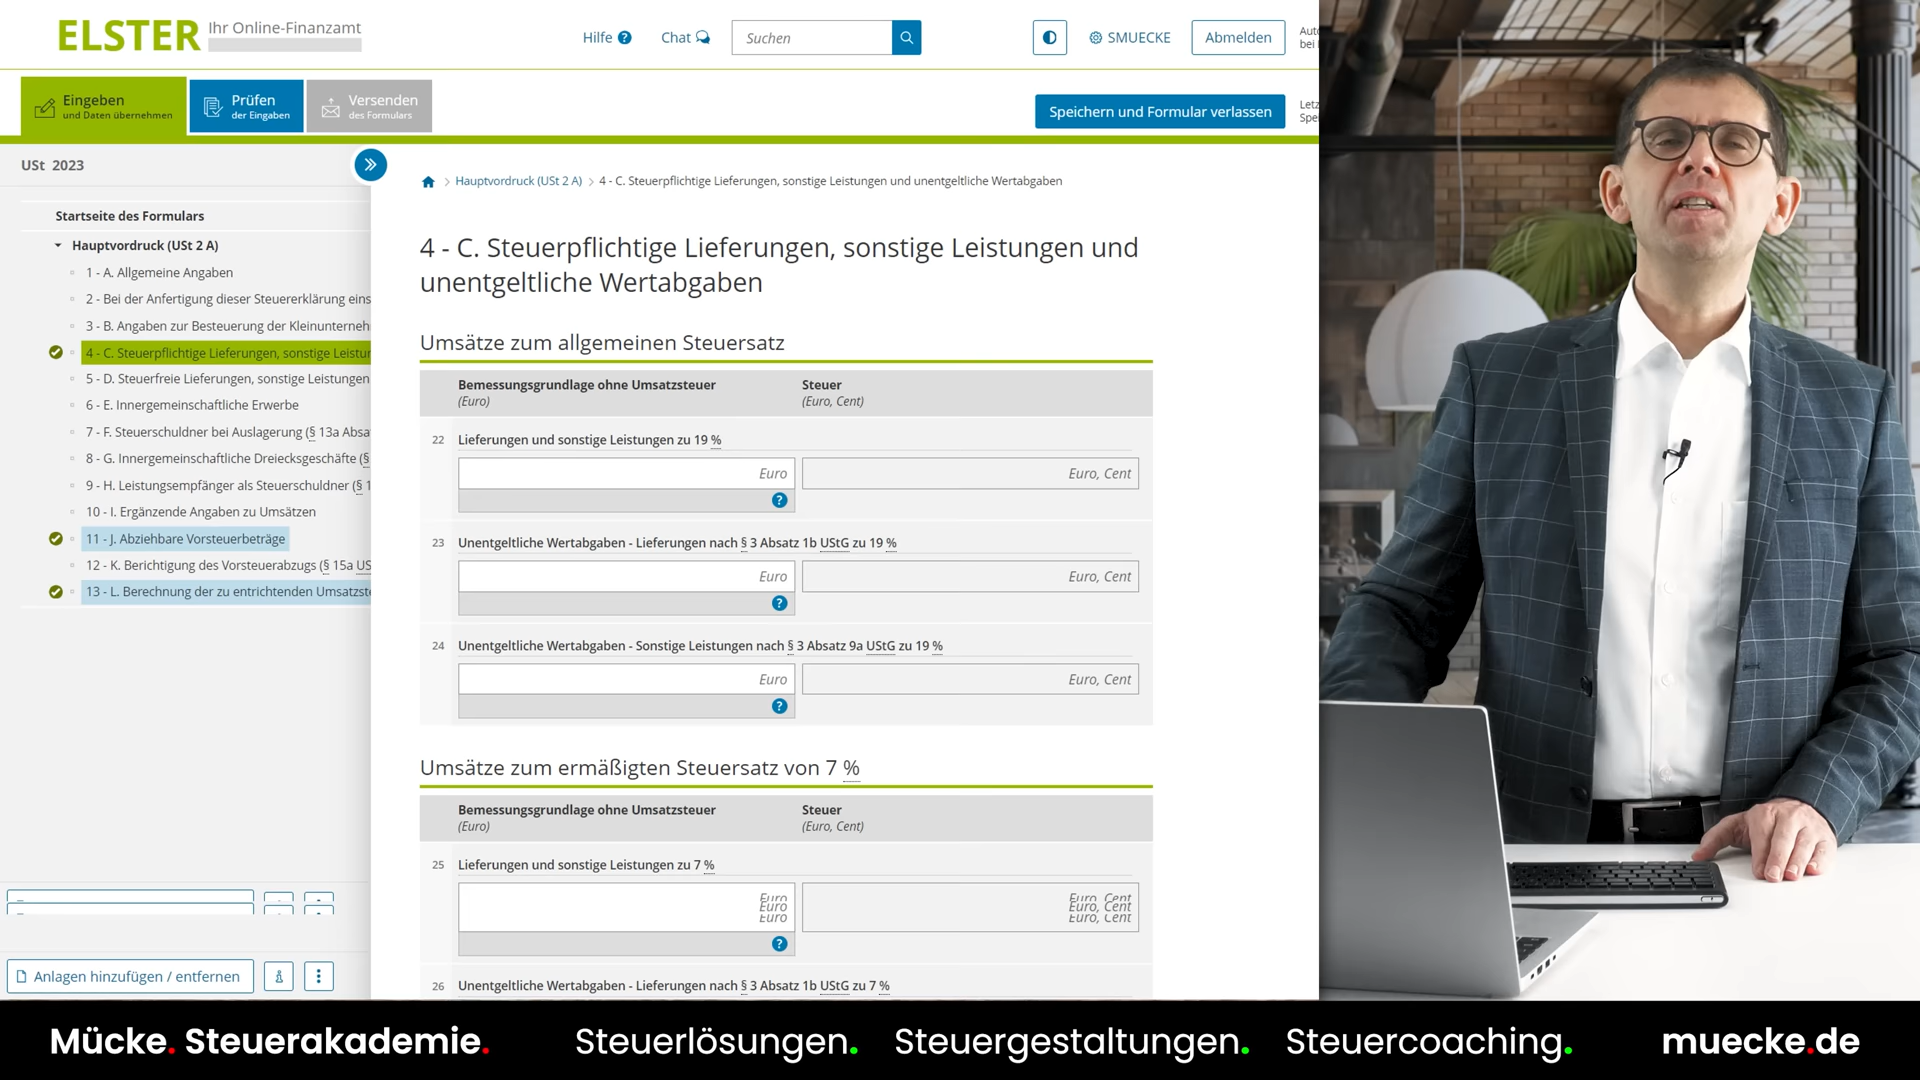 ELSTER Ihr Online-Finanzamt
Hilfe ?
Chat
Suchen
SMUECKE
Abmelden
bei
Eingeben
und Daten übernehmen
Prüfen
der Eingaben
Versenden
des Formulars
Speichern und Formular verlassen
USt 2023
Startseite des Formulars
Hauptvordruck (USt 2 A)
1 - A. Allgemeine Angaben
2 - Bei der Anfertigung dieser Steuererklärung eins
3 - B. Angaben zur Besteuerung der Kleinunterneh
4 - C. Steuerpflichtige Lieferungen, sonstige Leistur
5 - D. Steuerfreie Lieferungen, sonstige Leistungen
6 - E. Innergemeinschaftliche Erwerbe
7 - F. Steuerschuldner bei Auslagerung (§ 13a Absa
8 - G. Innergemeinschaftliche Dreiecksgeschäfte (§
9 - H. Leistungsempfänger als Steuerschuldner (§ 1
10 - I. Ergänzende Angaben zu Umsätzen
11 - J. Abziehbare Vorsteuerbeträge
12 - K. Berichtigung des Vorsteuerabzugs (§ 15a US
13 - L. Berechnung der zu entrichtenden Umsatzste
Anlagen hinzufügen / entfernen
Hauptvordruck (USt 2 A) > 4 - C. Steuerpflichtige Lieferungen, sonstige Leistungen und unentgeltliche Wertabgaben
4 - C. Steuerpflichtige Lieferungen, sonstige Leistungen und
unentgeltliche Wertabgaben
Umsätze zum allgemeinen Steuersatz
Bemessungsgrundlage ohne Umsatzsteuer Steuer
(Euro) (Euro, Cent)
22 Lieferungen und sonstige Leistungen zu 19 %
Euro Euro, Cent
?
23 Unentgeltliche Wertabgaben - Lieferungen nach § 3 Absatz 1b UStG zu 19 %
Euro Euro, Cent
?
24 Unentgeltliche Wertabgaben - Sonstige Leistungen nach § 3 Absatz 9a UStG zu 19 %
Euro Euro, Cent
?
Umsätze zum ermäßigten Steuersatz von 7 %
Bemessungsgrundlage ohne Umsatzsteuer Steuer
(Euro) (Euro, Cent)
25 Lieferungen und sonstige Leistungen zu 7 %
Euro Euro, Cent
Euro Euro, Cent
Euro Euro, Cent
?
26 Unentgeltliche Wertabgaben - Lieferungen nach § 3 Absatz 1b UStG zu 7 %
Mücke. Steuerakademie. Steuerlösungen. Steuergestaltungen. Steuercoaching. muecke.de